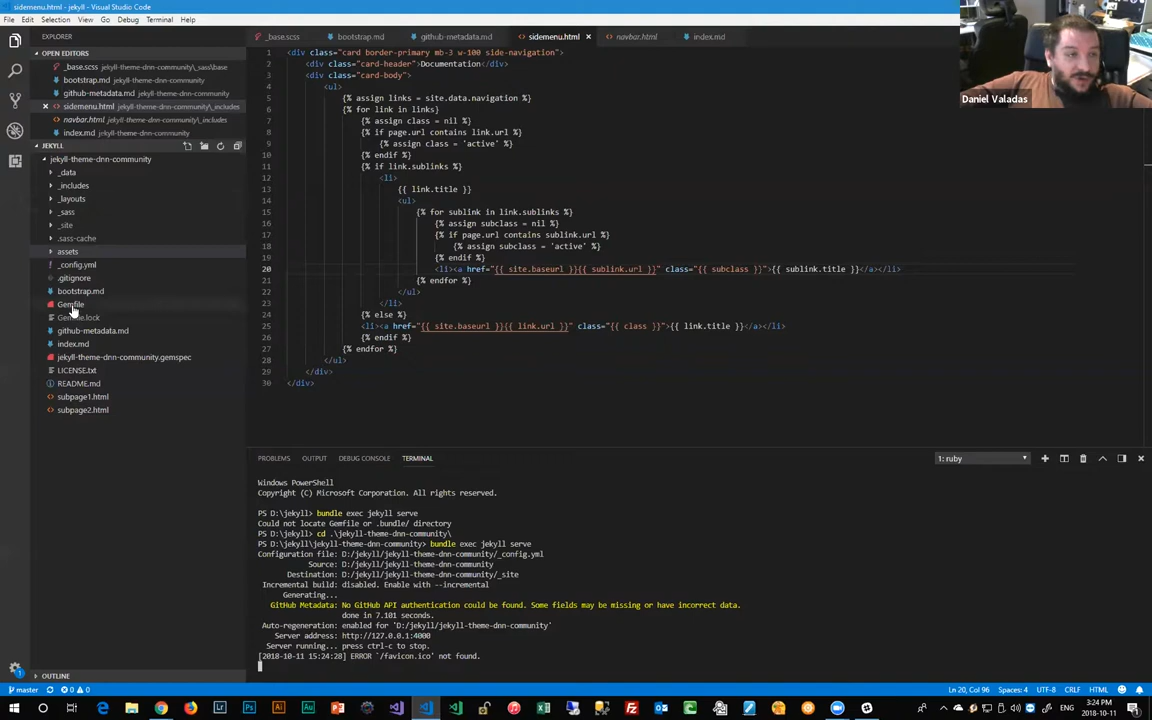 sidemenu.html - jekyll - Visual Studio Code
File Edit Selection View Go Debug Terminal Help
EXPLORER
OPEN EDITORS
_base.scss jekyll-theme-dnn-community\_sass\base
bootstrap.md jekyll-theme-dnn-community
github-metadata.md jekyll-theme-dnn-community
sidemenu.html jekyll-theme-dnn-community\_includes
navbar.html jekyll-theme-dnn-community\_includes
index.md jekyll-theme-dnn-community
JEKYLL
jekyll-theme-dnn-community
_data
_includes
_layouts
_sass
_site
.sass-cache
assets
_config.yml
.gitignore
bootstrap.md
Gemfile
Gemfile.lock
github-metadata.md
index.md
jekyll-theme-dnn-community.gemspec
LICENSE.txt
README.md
subpage1.html
subpage2.html
OUTLINE
_base.scss bootstrap.md github-metadata.md sidemenu.html navbar.html index.md
1 <div class="card border-primary mb-3 w-100 side-navigation">
2 <div class="card-header">Documentation</div>
3 <div class="card-body">
4 <ul>
5 {% assign links = site.data.navigation %}
6 {% for link in links%}
7 {% assign class = nil %}
8 {% if page.url contains link.url %}
9 {% assign class = 'active' %}
10 {% endif %}
11 {% if link.sublinks %}
12 <li>
13 {{ link.title }}
14 <ul>
15 {% for sublink in link.sublinks %}
16 {% assign subclass = nil %}
17 {% if page.url contains sublink.url %}
18 {% assign subclass = 'active' %}
19 {% endif %}
20 <li><a href="{{ site.baseurl }}{{ sublink.url }}" class="{{ subclass }}">{{ sublink.title }}</a></li>
21 {% endfor %}
22 </ul>
23 </li>
24 {% else %}
25 <li><a href="{{ site.baseurl }}{{ link.url }}" class="{{ class }}">{{ link.title }}</a></li>
26 {% endif %}
27 {% endfor %}
28 </ul>
29 </div>
30 </div>
Daniel Valadas
PROBLEMS OUTPUT DEBUG CONSOLE TERMINAL
1: ruby
Windows PowerShell
Copyright (C) Microsoft Corporation. All rights reserved.
PS D:\jekyll> bundle exec jekyll serve
Could not locate Gemfile or .bundle/ directory
PS D:\jekyll> cd .\jekyll-theme-dnn-community\
PS D:\jekyll\jekyll-theme-dnn-community> bundle exec jekyll serve
Configuration file: D:/jekyll/jekyll-theme-dnn-community/_config.yml
Source: D:/jekyll/jekyll-theme-dnn-community
Destination: D:/jekyll/jekyll-theme-dnn-community/_site
Incremental build: disabled. Enable with --incremental
Generating...
GitHub Metadata: No GitHub API authentication could be found. Some fields may be missing or have incorrect data.
done in 7.101 seconds.
Auto-regeneration: enabled for 'D:/jekyll/jekyll-theme-dnn-community'
Server address: http://127.0.0.1:4000
Server running... press ctrl-c to stop.
[2018-10-11 15:24:28] ERROR `/favicon.ico' not found.
master 0 0
Ln 20, Col 96 Spaces: 4 UTF-8 CRLF HTML
3:24 PM
2018-10-11